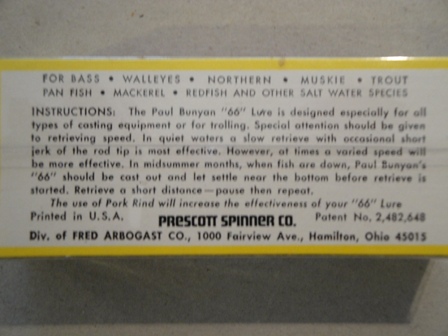 FOR BASS • WALLEYES • NORTHERN • MUSKIE • TROUT
PAN FISH • MACKEREL • REDFISH AND OTHER SALT WATER SPECIES
INSTRUCTIONS: The Paul Bunyan "66" Lure is designed especially for all
types of casting equipment or for trolling. Special attention should be given
to retrieving speed. In quiet waters a slow retrieve with occasional short
jerk of the rod tip is most effective. However, at times a varied speed will
be more effective. In midsummer months, when fish are down, Paul Bunyan's
"66" should be cast out and let settle near the bottom before retrieve is
started. Retrieve a short distance—pause then repeat.
The use of Pork Rind will increase the effectiveness of your "66" Lure
Printed in U.S.A. PRESCOTT SPINNER CO. Patent No. 2,482,648
Div. of FRED ARBOGAST CO., 1000 Fairview Ave., Hamilton, Ohio 45015